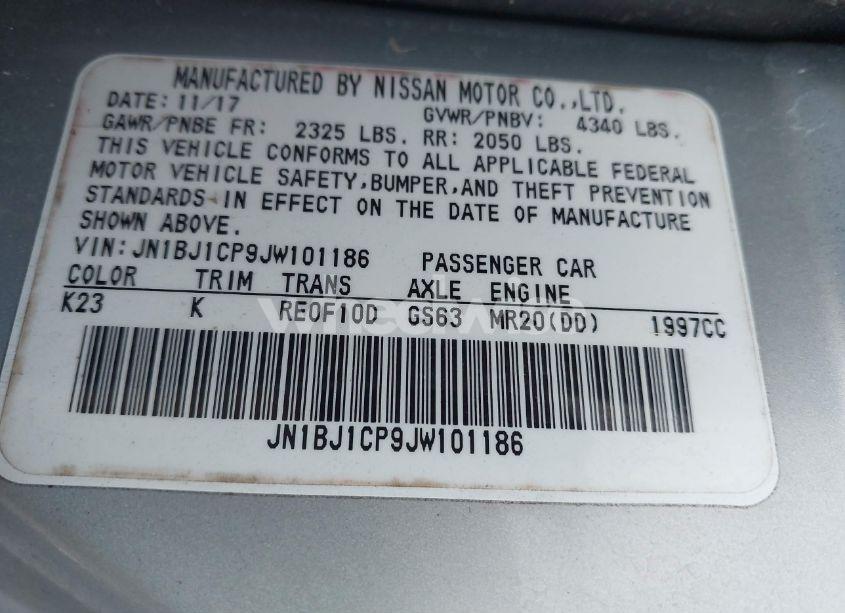 MANUFACTURED BY NISSAN MOTOR CO.,LTD.
DATE: 11/17 GVWR/PNBV: 4340 LBS.
GAWR/PNBE FR: 2325 LBS. RR: 2050 LBS.
THIS VEHICLE CONFORMS TO ALL APPLICABLE FEDERAL
MOTOR VEHICLE SAFETY,BUMPER,AND THEFT PREVENTION
STANDARDS IN EFFECT ON THE DATE OF MANUFACTURE
SHOWN ABOVE.
VIN:JN1BJ1CP9JW101186 PASSENGER CAR
COLOR TRIM TRANS AXLE ENGINE
K23 K RE0F10D GS63 MR20(DD) 1997CC
JN1BJ1CP9JW101186